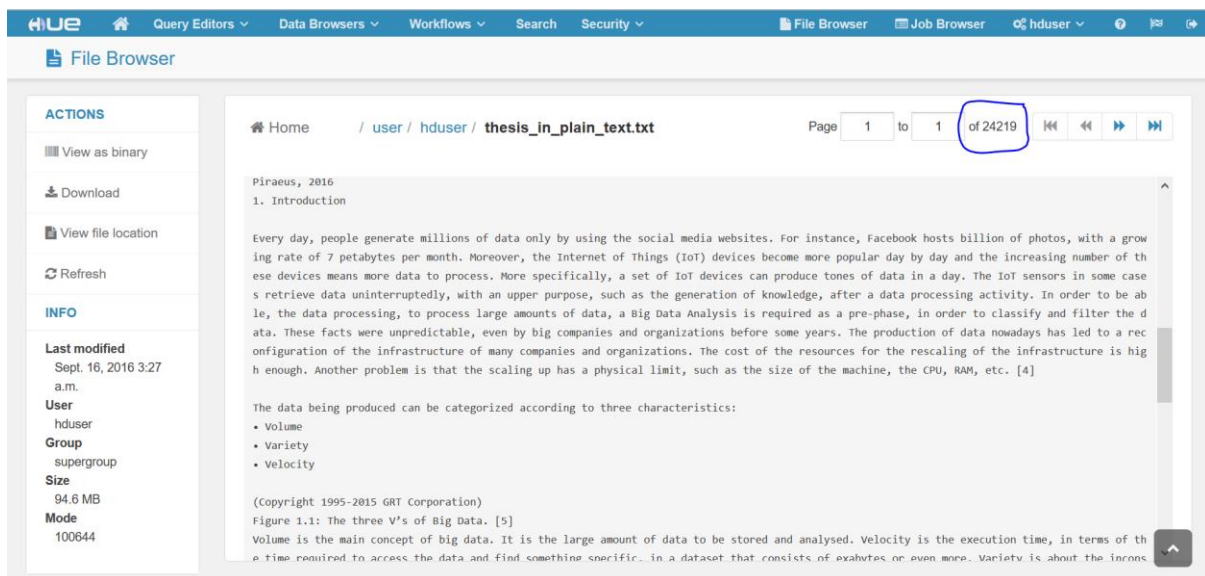 HUE Query Editors Data Browsers Workflows Search Security File Browser Job Browser hduser ?
File Browser
ACTIONS
View as binary
Download
View file location
Refresh
INFO
Last modified
Sept. 16, 2016 3:27
a.m.
User
hduser
Group
supergroup
Size
94.6 MB
Mode
100644
Home / user / hduser / thesis_in_plain_text.txt Page 1 to 1 of 24219
Piraeus, 2016
1. Introduction
Every day, people generate millions of data only by using the social media websites. For instance, Facebook hosts billion of photos, with a grow
ing rate of 7 petabytes per month. Moreover, the Internet of Things (IoT) devices become more popular day by day and the increasing number of th
ese devices means more data to process. More specifically, a set of IoT devices can produce tones of data in a day. The IoT sensors in some case
s retrieve data uninterruptedly, with an upper purpose, such as the generation of knowledge, after a data processing activity. In order to be ab
le, the data processing, to process large amounts of data, a Big Data Analysis is required as a pre-phase, in order to classify and filter the d
ata. These facts were unpredictable, even by big companies and organizations before some years. The production of data nowadays has led to a rec
onfiguration of the infrastructure of many companies and organizations. The cost of the resources for the rescaling of the infrastructure is hig
h enough. Another problem is that the scaling up has a physical limit, such as the size of the machine, the CPU, RAM, etc. [4]
The data being produced can be categorized according to three characteristics:
• Volume
• Variety
• Velocity
(Copyright 1995-2015 GRT Corporation)
Figure 1.1: The three V's of Big Data. [5]
Volume is the main concept of big data. It is the large amount of data to be stored and analysed. Velocity is the execution time, in terms of th
e time required to access the data and find something specific, in a dataset that consists of exabytes or even more. Variety is about the incons